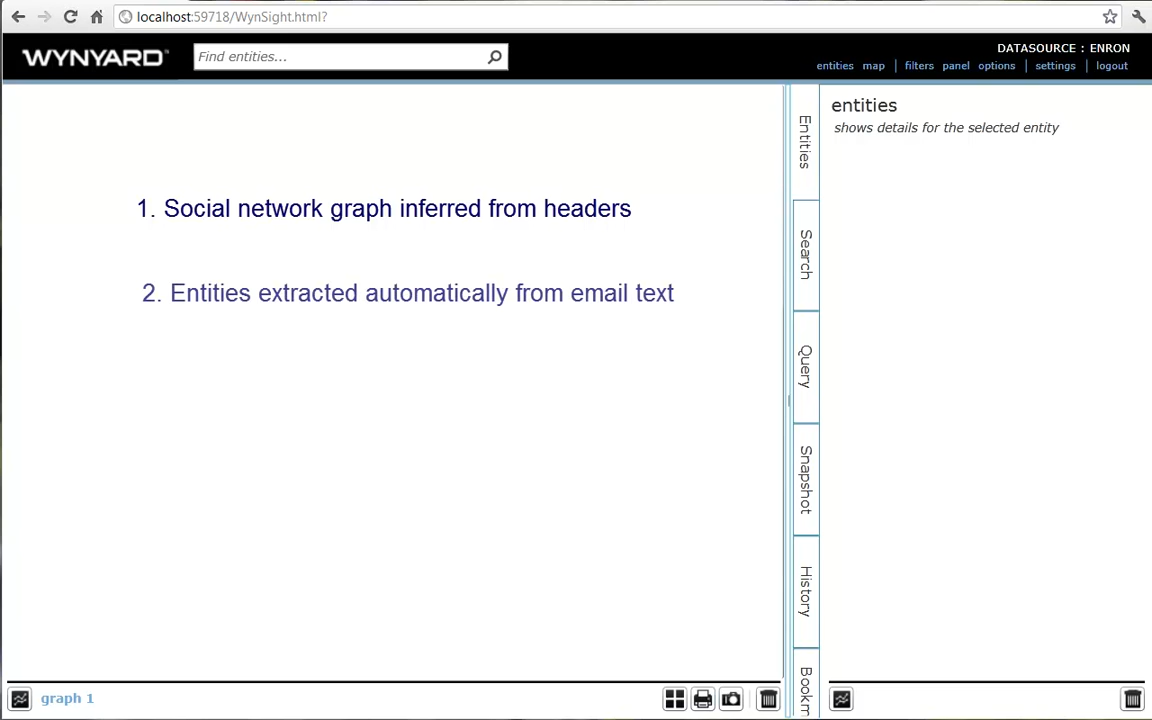 localhost:59718/WynSight.html?
WYNYARD™
Find entities...
DATASOURCE : ENRON
entities map | filters panel options | settings logout
1. Social network graph inferred from headers
2. Entities extracted automatically from email text
Entities
Search
Query
Snapshot
History
Bookm
entities
shows details for the selected entity
graph 1